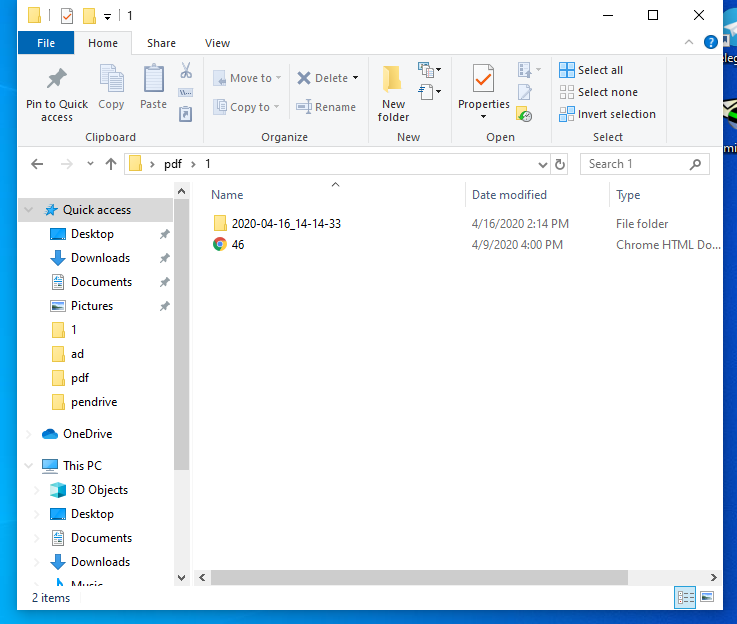 1
File Home Share View
Pin to Quick access
Copy
Paste
Clipboard
Move to
Copy to
Delete
Rename
Organize
New folder
New
Properties
Open
Select all
Select none
Invert selection
Select
pdf > 1
Search 1
Name Date modified Type
2020-04-16_14-14-33 4/16/2020 2:14 PM File folder
46 4/9/2020 4:00 PM Chrome HTML Do...
Quick access
Desktop
Downloads
Documents
Pictures
1
ad
pdf
pendrive
OneDrive
This PC
3D Objects
Desktop
Documents
Downloads
Music
2 items